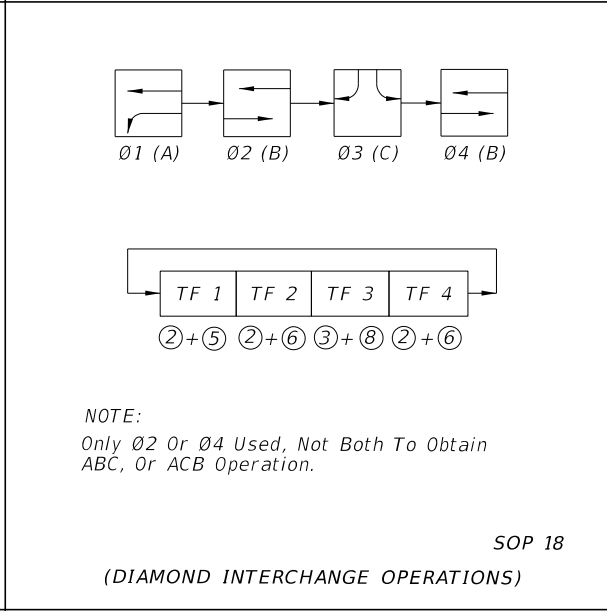 Ø1 (A) Ø2 (B) Ø3 (C) Ø4 (B)
TF 1 TF 2 TF 3 TF 4
2+5 2+6 3+8 2+6
NOTE:
Only Ø2 Or Ø4 Used, Not Both To Obtain
ABC, Or ACB Operation.
SOP 18
(DIAMOND INTERCHANGE OPERATIONS)